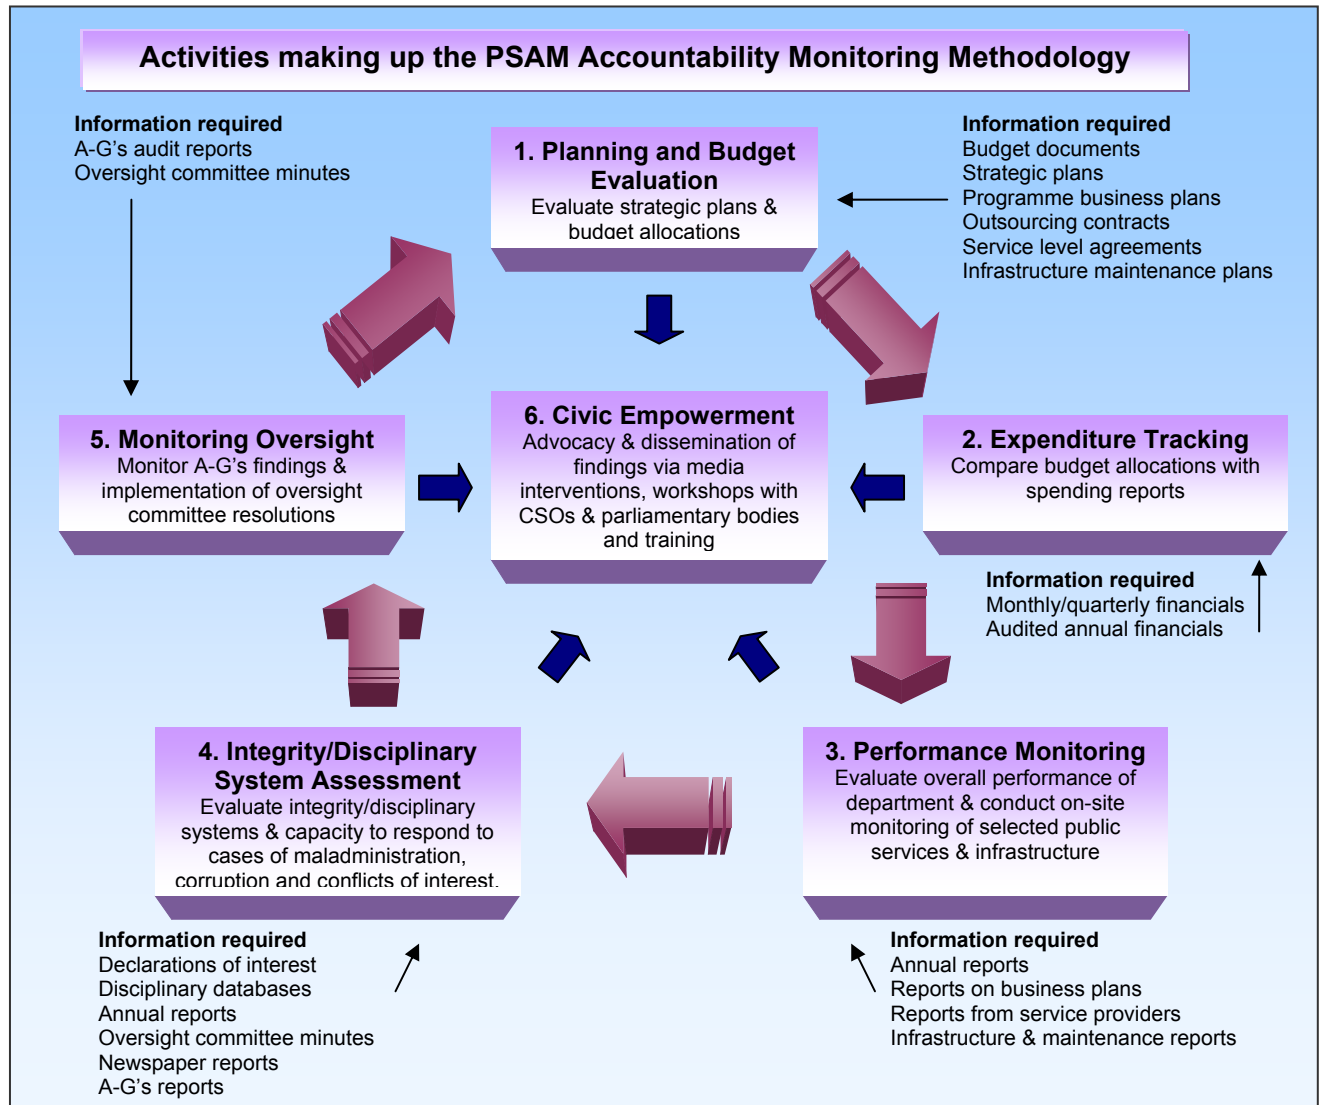 Activities making up the PSAM Accountability Monitoring Methodology
Information required
A-G's audit reports
Oversight committee minutes
1. Planning and Budget
Evaluation
Evaluate strategic plans &
budget allocations
Information required
Budget documents
Strategic plans
Programme business plans
Outsourcing contracts
Service level agreements
Infrastructure maintenance plans
5. Monitoring Oversight
Monitor A-G's findings &
implementation of oversight
committee resolutions
6. Civic Empowerment
Advocacy & dissemination of
findings via media
interventions, workshops with
CSOs & parliamentary bodies
and training
2. Expenditure Tracking
Compare budget allocations with
spending reports
Information required
Monthly/quarterly financials
Audited annual financials
4. Integrity/Disciplinary
System Assessment
Evaluate integrity/disciplinary
systems & capacity to respond to
cases of maladministration,
corruption and conflicts of interest.
3. Performance Monitoring
Evaluate overall performance of
department & conduct on-site
monitoring of selected public
services & infrastructure
Information required
Declarations of interest
Disciplinary databases
Annual reports
Oversight committee minutes
Newspaper reports
A-G's reports
Information required
Annual reports
Reports on business plans
Reports from service providers
Infrastructure & maintenance reports